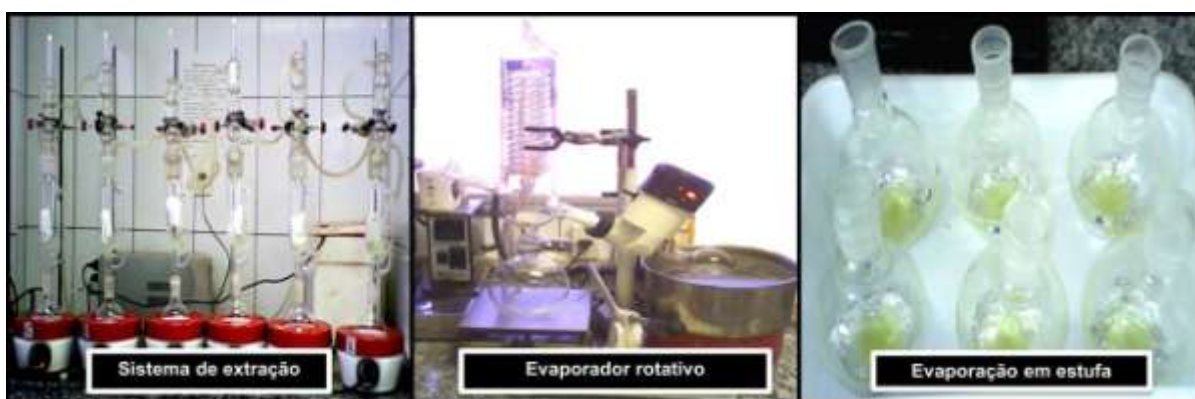 Sistema de extração
Evaporador rotativo
Evaporação em estufa